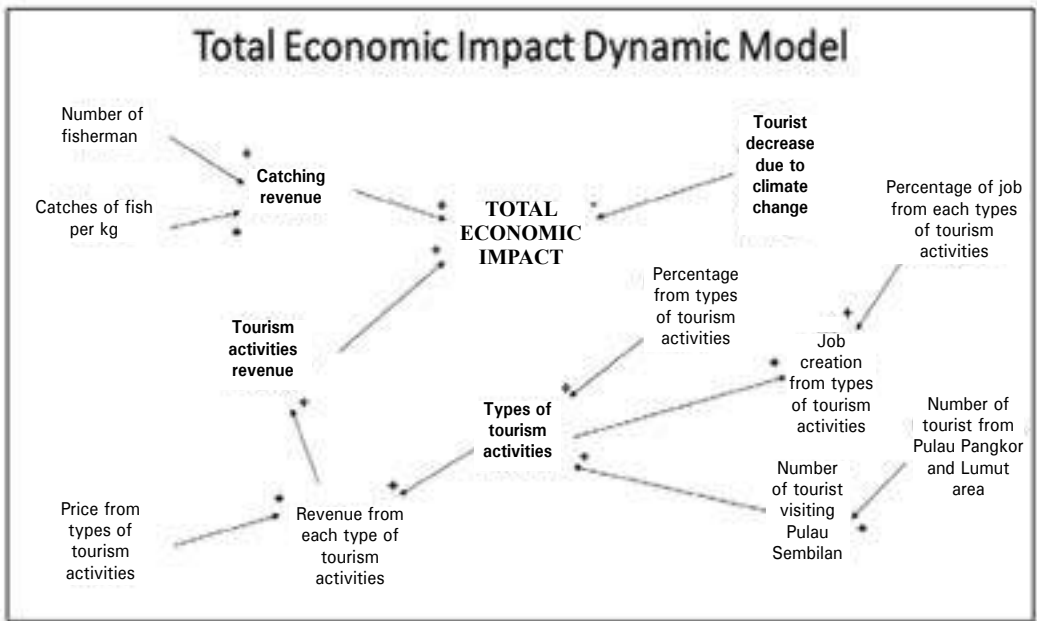 Total Economic Impact Dynamic Model
Number of
fisherman
Catching
revenue
Catches of fish
per kg
Tourist
decrease
due to
climate
change
Percentage of job
from each types
of tourism
activities
TOTAL
ECONOMIC
IMPACT
Percentage
from types
of tourism
activities
Tourism
activities
revenue
Job
creation
from types
of tourism
activities
Types of
tourism
activities
Number of
tourist from
Pulau Pangkor
and Lumut
area
Number
of tourist
visiting
Pulau
Sembilan
Price from
types of
tourism
activities
Revenue from
each type of
tourism
activities